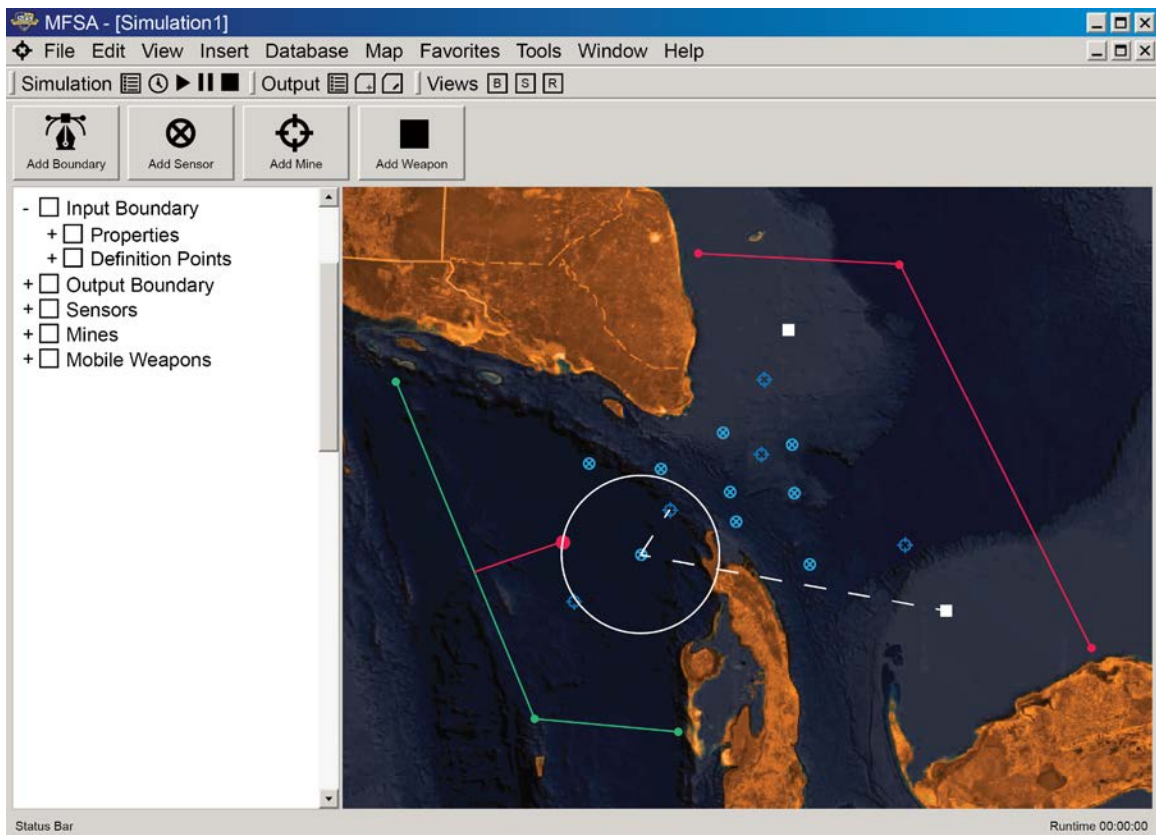 MFSA - [Simulation1]
File Edit View Insert Database Map Favorites Tools Window Help
Simulation Output Views B S R
Add Boundary Add Sensor Add Mine Add Weapon
- Input Boundary
+ Properties
+ Definition Points
+ Output Boundary
+ Sensors
+ Mines
+ Mobile Weapons
Status Bar Runtime 00:00:00